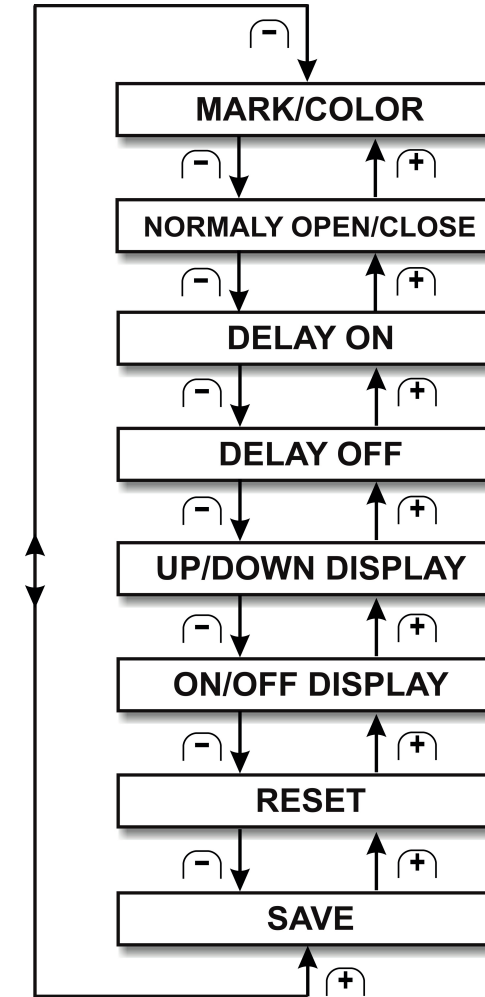 -
MARK/COLOR
- +
NORMALY OPEN/CLOSE
- +
DELAY ON
- +
DELAY OFF
- +
UP/DOWN DISPLAY
- +
ON/OFF DISPLAY
- +
RESET
- +
SAVE
+